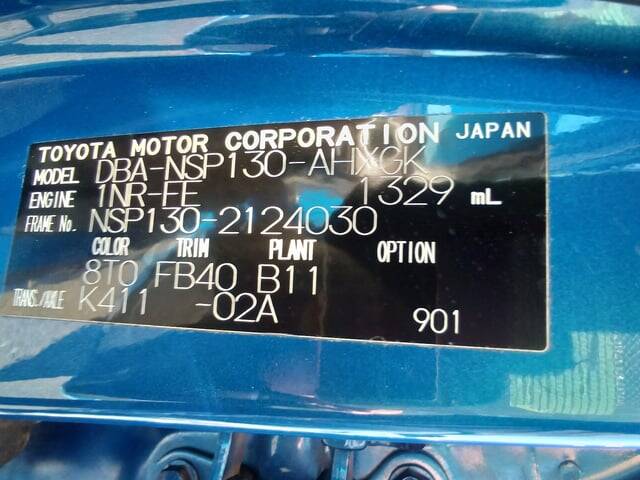 TOYOTA MOTOR CORPORATION JAPAN
MODEL DBA-NSP130-AHXGK
ENGINE 1NR-FE 1329 mL
FRAME No. NSP130-2124030
COLOR TRIM PLANT OPTION
8T0 FB40 B11
TRANS./AXLE K411 -02A
901